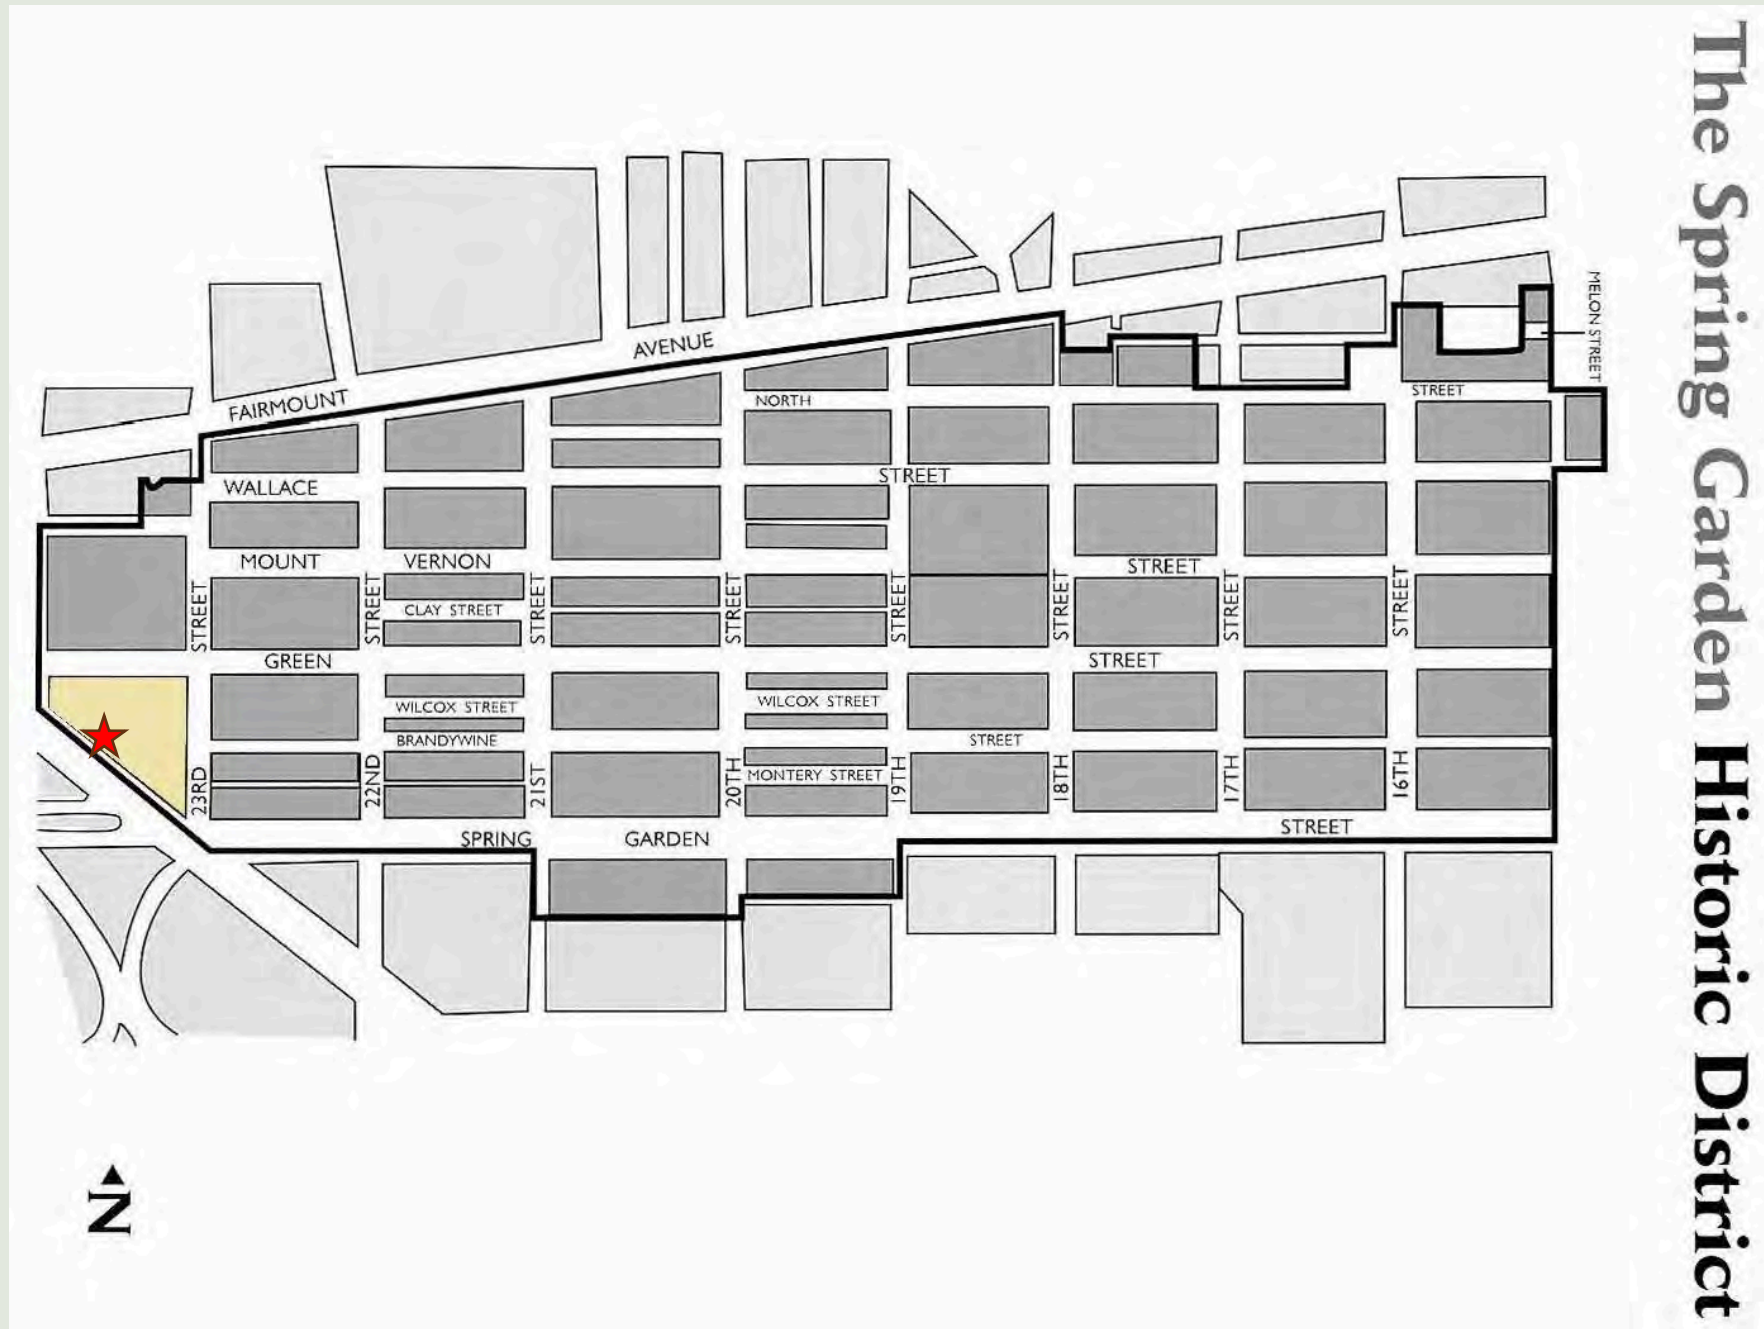 The Spring Garden Historic District
MELON STREET
AVENUE
FAIRMOUNT
NORTH
STREET
WALLACE
STREET
MOUNT
VERNON
STREET
CLAY STREET
STREET
STREET
STREET
STREET
STREET
STREET
STREET
STREET
GREEN
STREET
WILCOX STREET
WILCOX STREET
BRANDYWINE
STREET
MONTERY STREET
23RD
22ND
21ST
20TH
19TH
18TH
17TH
16TH
SPRING
GARDEN
STREET
N